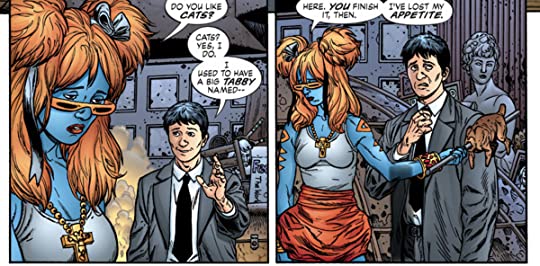 DO YOU LIKE
CATS?
CATS?
YES, I
DO.
I
USED TO HAVE
A BIG TABBY
NAMED--
HERE. YOU FINISH
IT, THEN.
I'VE LOST MY
APPETITE.